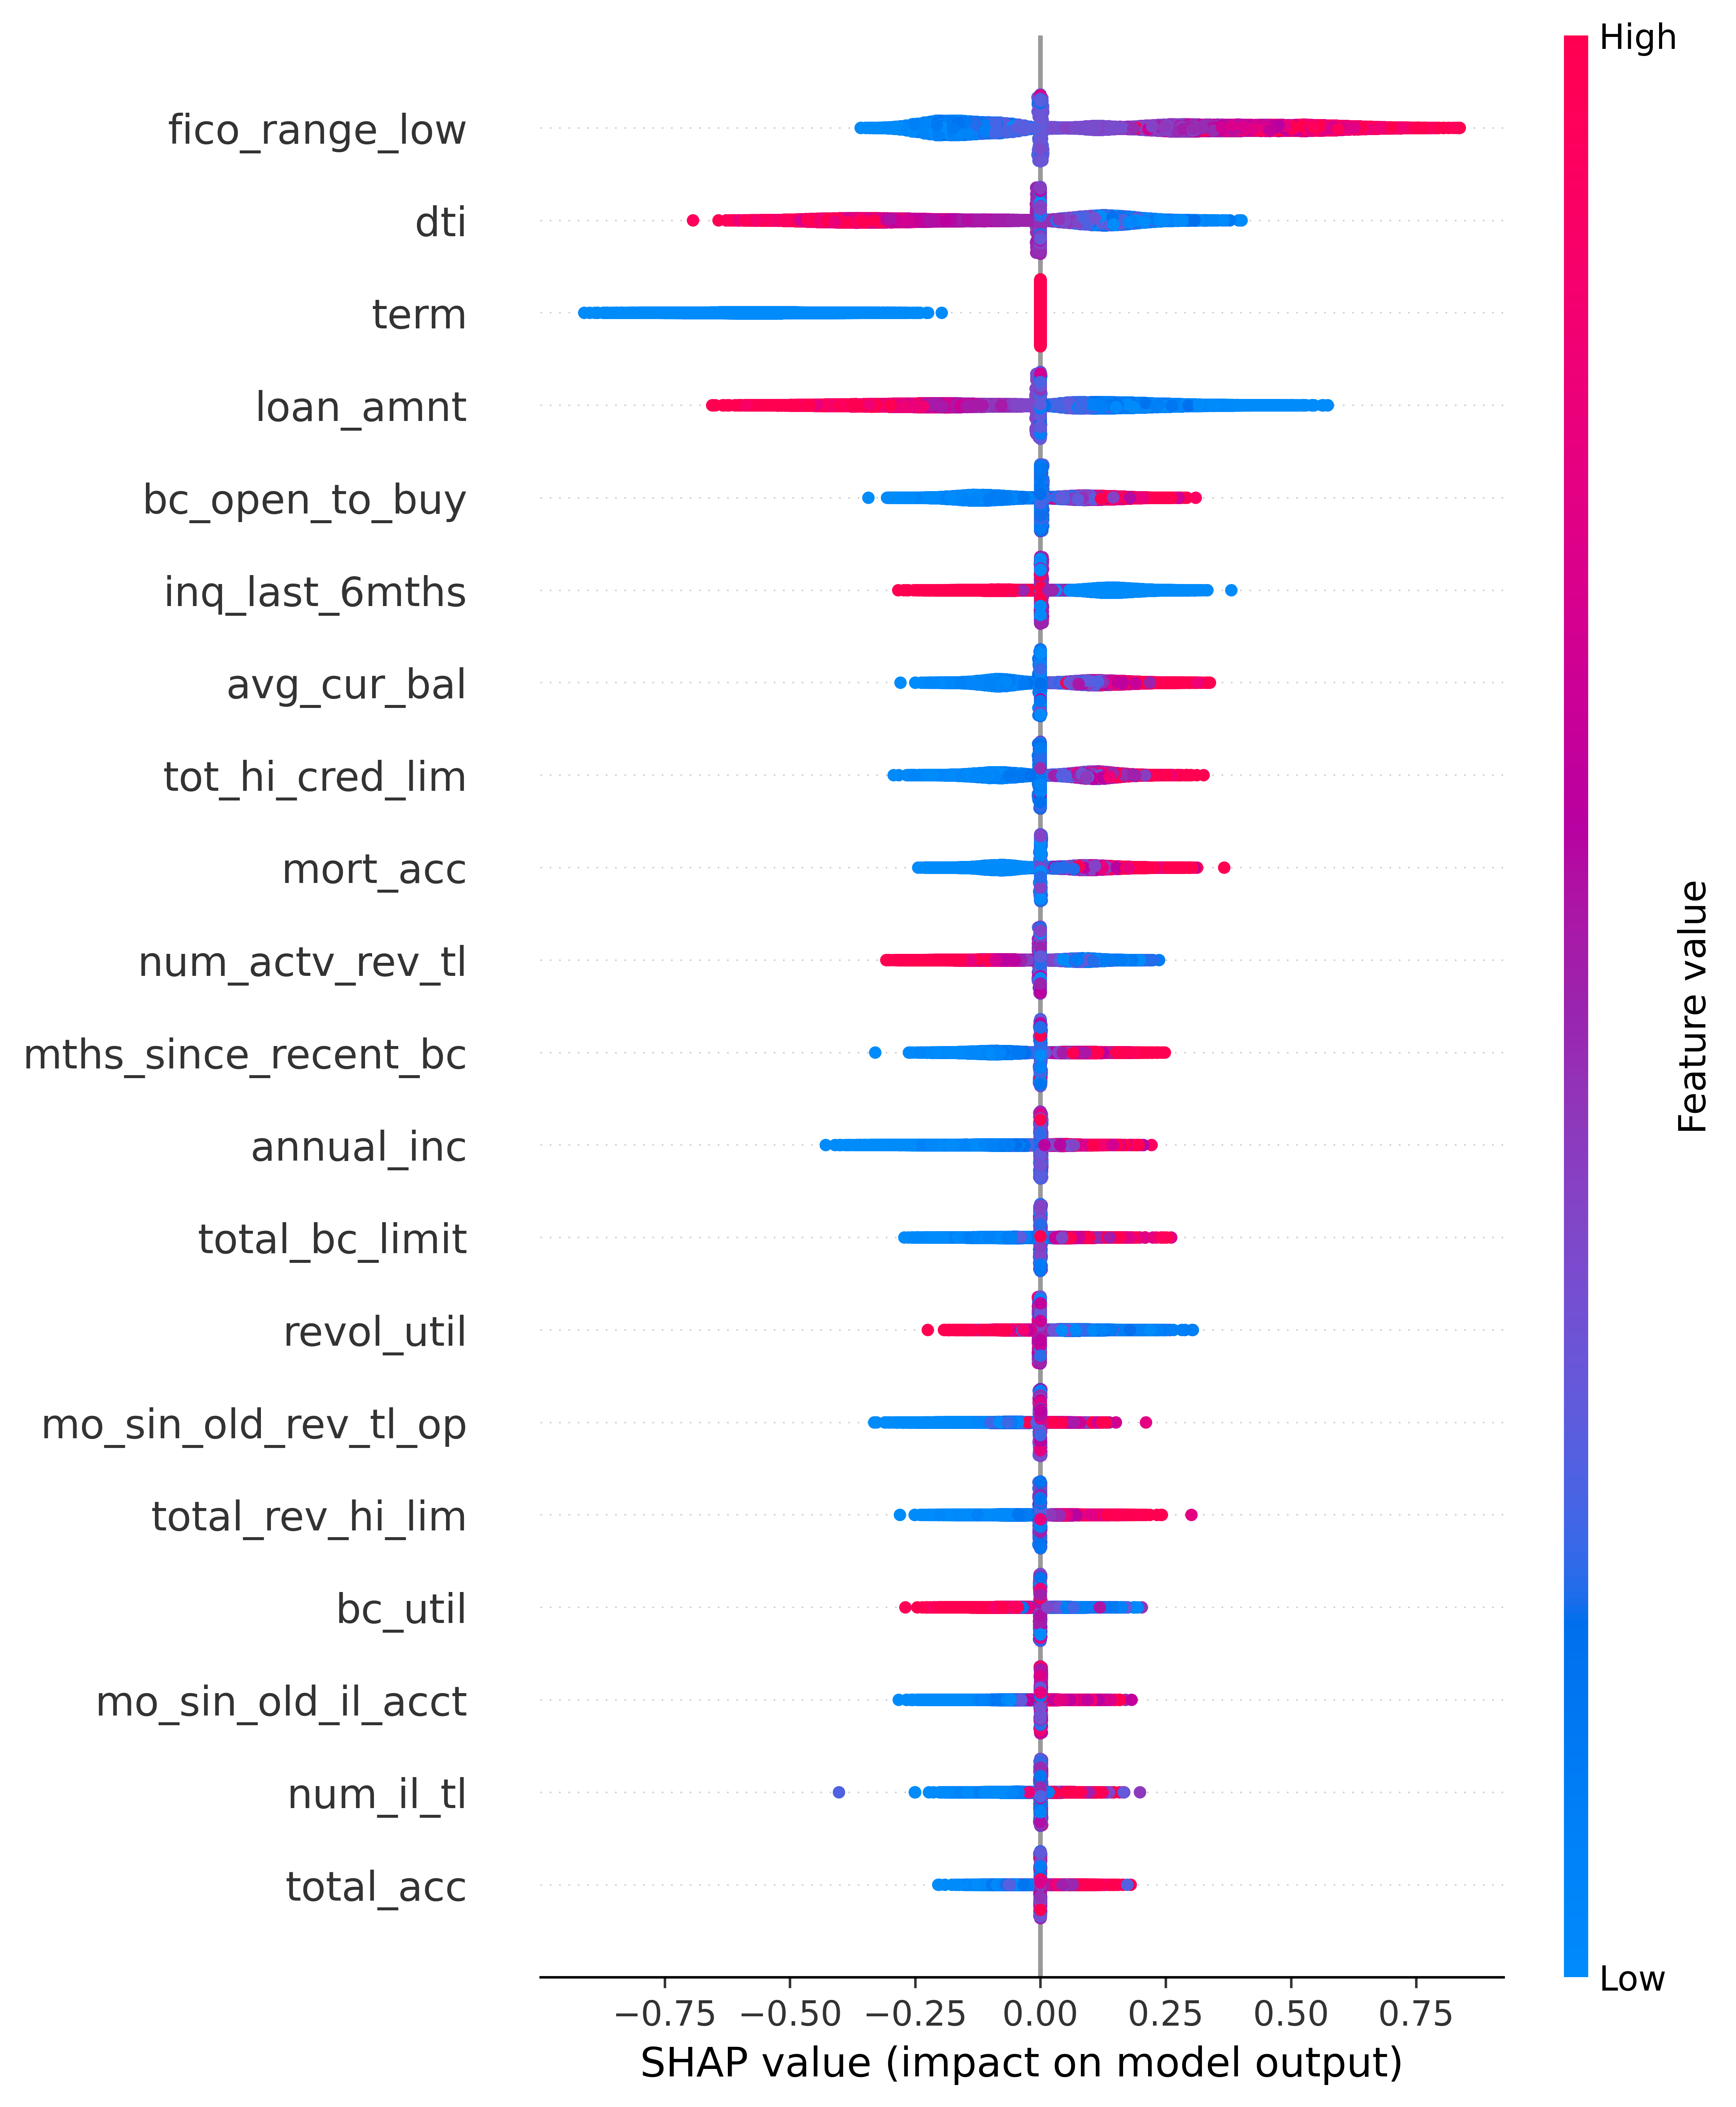 High
fico_range_low
dti
term
loan_amnt
bc_open_to_buy
inq_last_6mths
avg_cur_bal
tot_hi_cred_lim
mort_acc
num_actv_rev_tl
mths_since_recent_bc
annual_inc
total_bc_limit
revol_util
mo_sin_old_rev_tl_op
total_rev_hi_lim
bc_util
mo_sin_old_il_acct
num_il_tl
total_acc
Feature value
Low
−0.75 −0.50 −0.25 0.00 0.25 0.50 0.75
SHAP value (impact on model output)